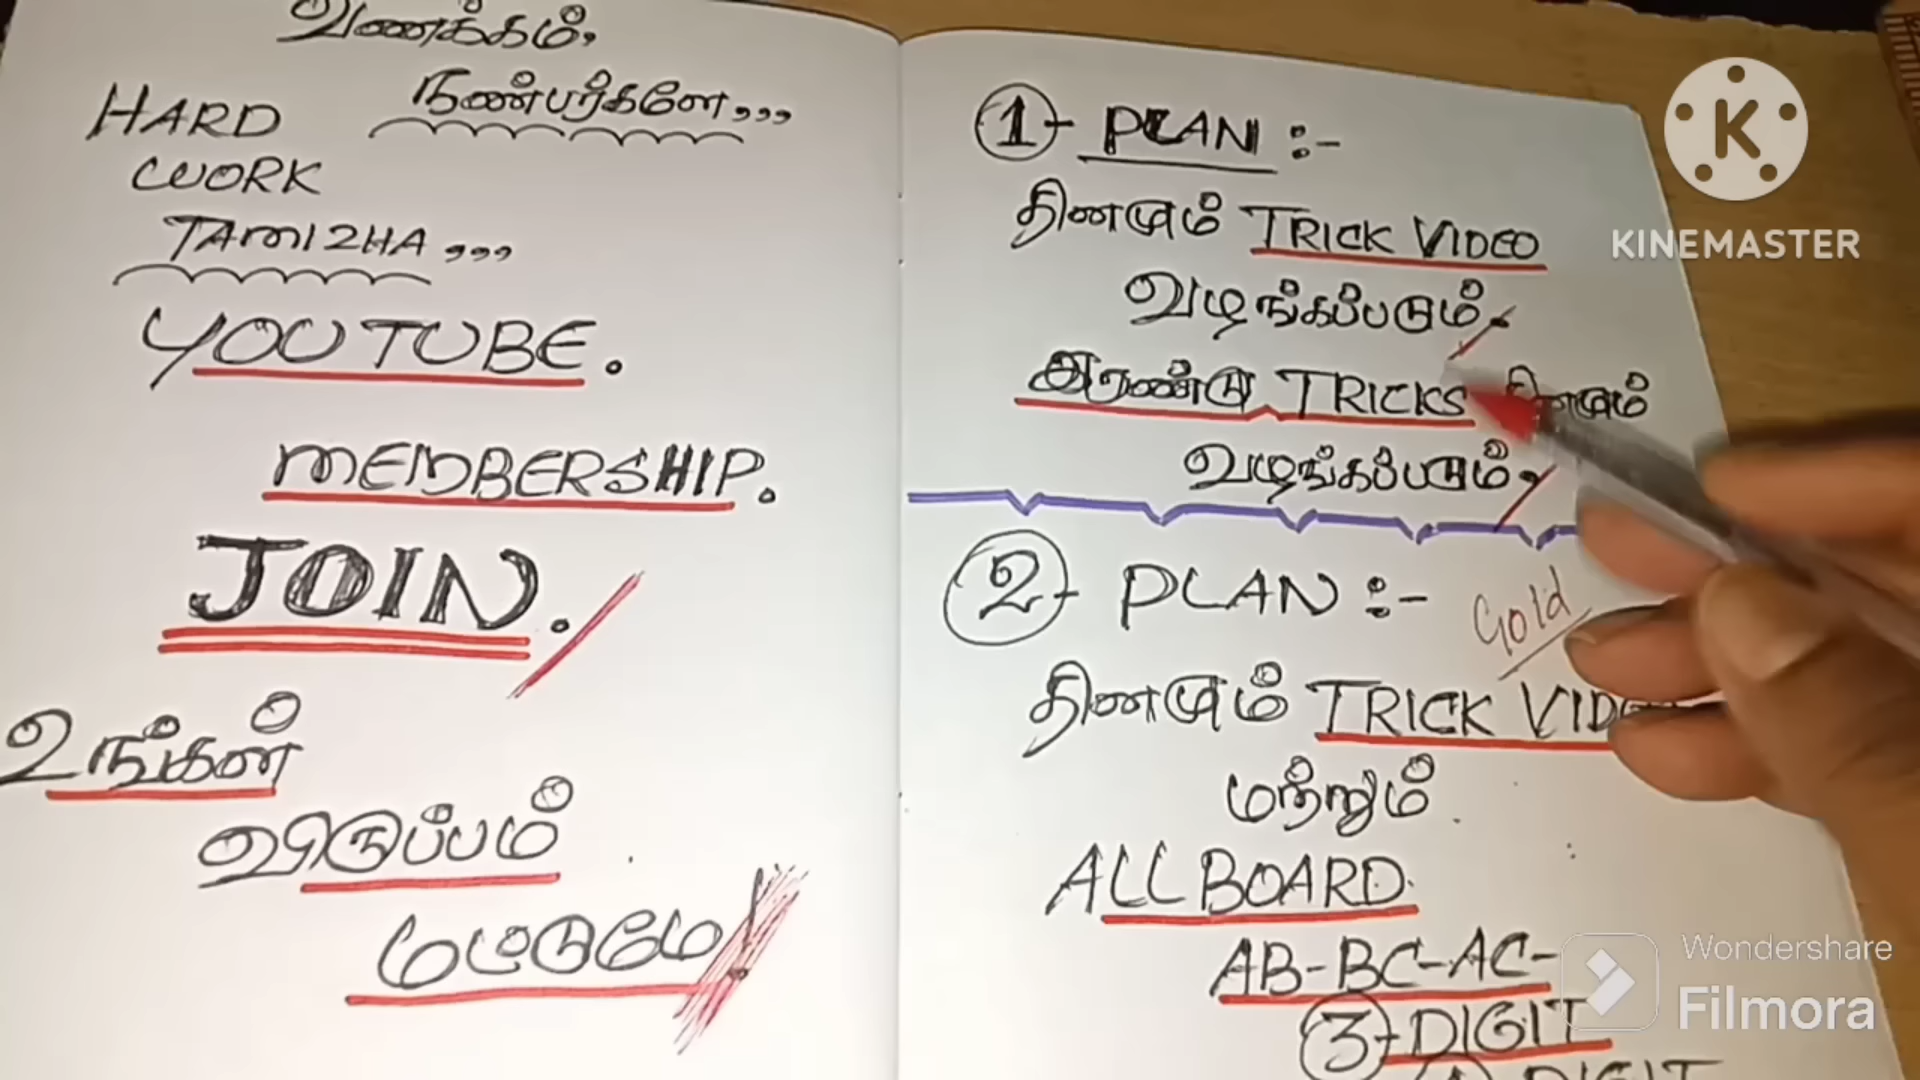 வணக்கம்,
நண்பர்களே,,,
HARD
WORK
TAMIZHA,,,
YOUTUBE.
MEMBERSHIP.
JOIN.
உங்கள்
விருப்பம்
மட்டுமே!
1- PLAN :-
தினமும் TRICK VIDEO
வழங்கப்படும்.
இரண்டு TRICKS தினமும்
வழங்கப்படும்.
2- PLAN :-
Gold
தினமும் TRICK VIDEO
மற்றும்
ALL BOARD.
AB-BC-AC-
3-DIGIT
DIGIT
KINEMASTER
Wondershare
Filmora